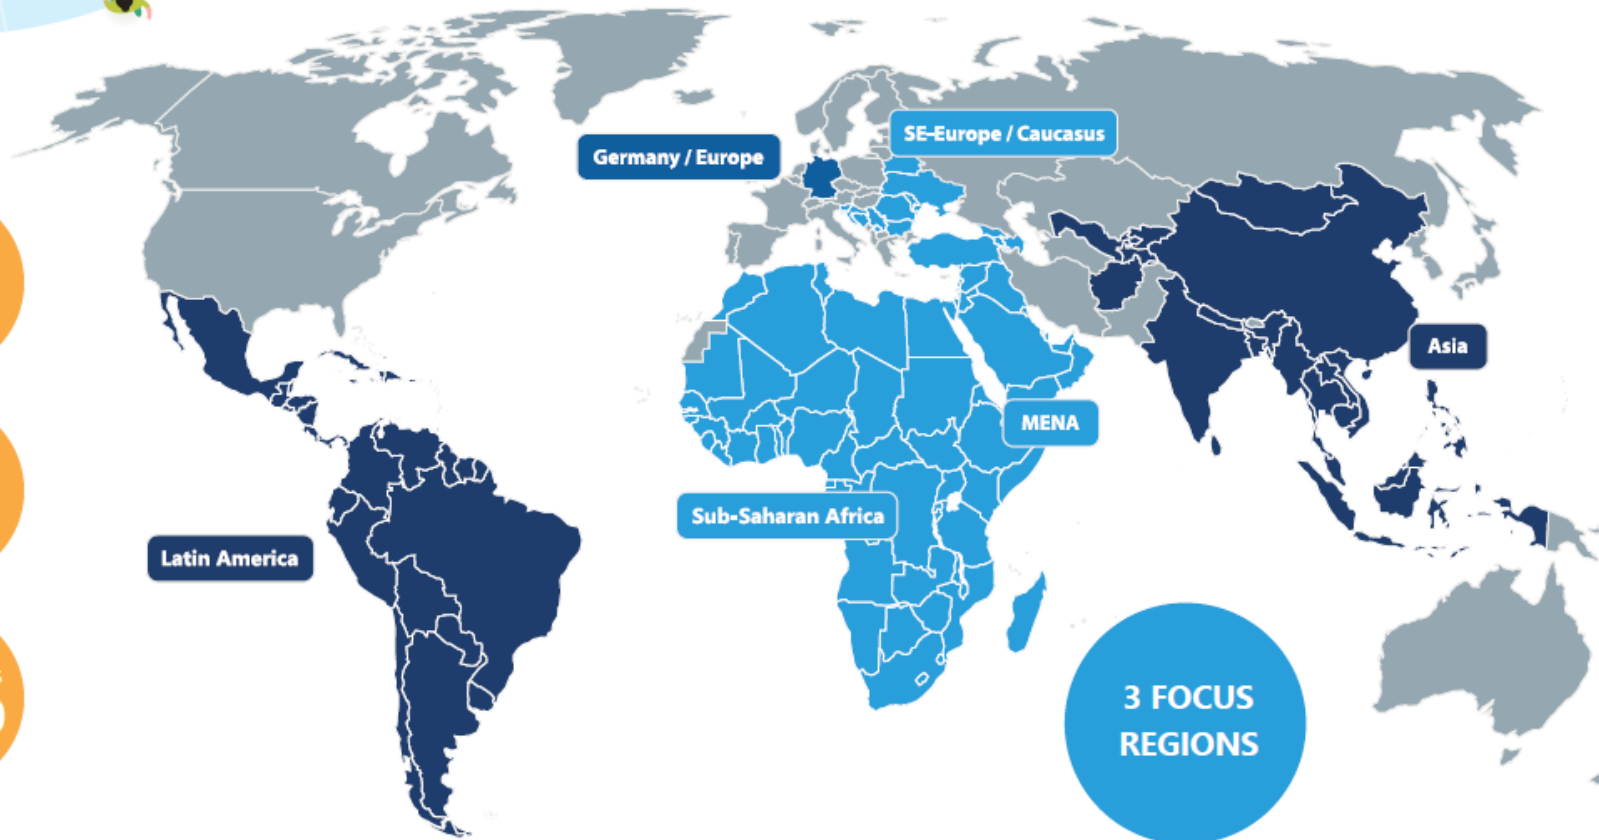 SE-Europe / Caucasus
Germany / Europe
Asia
MENA
Sub-Saharan Africa
Latin America
3 FOCUS
REGIONS